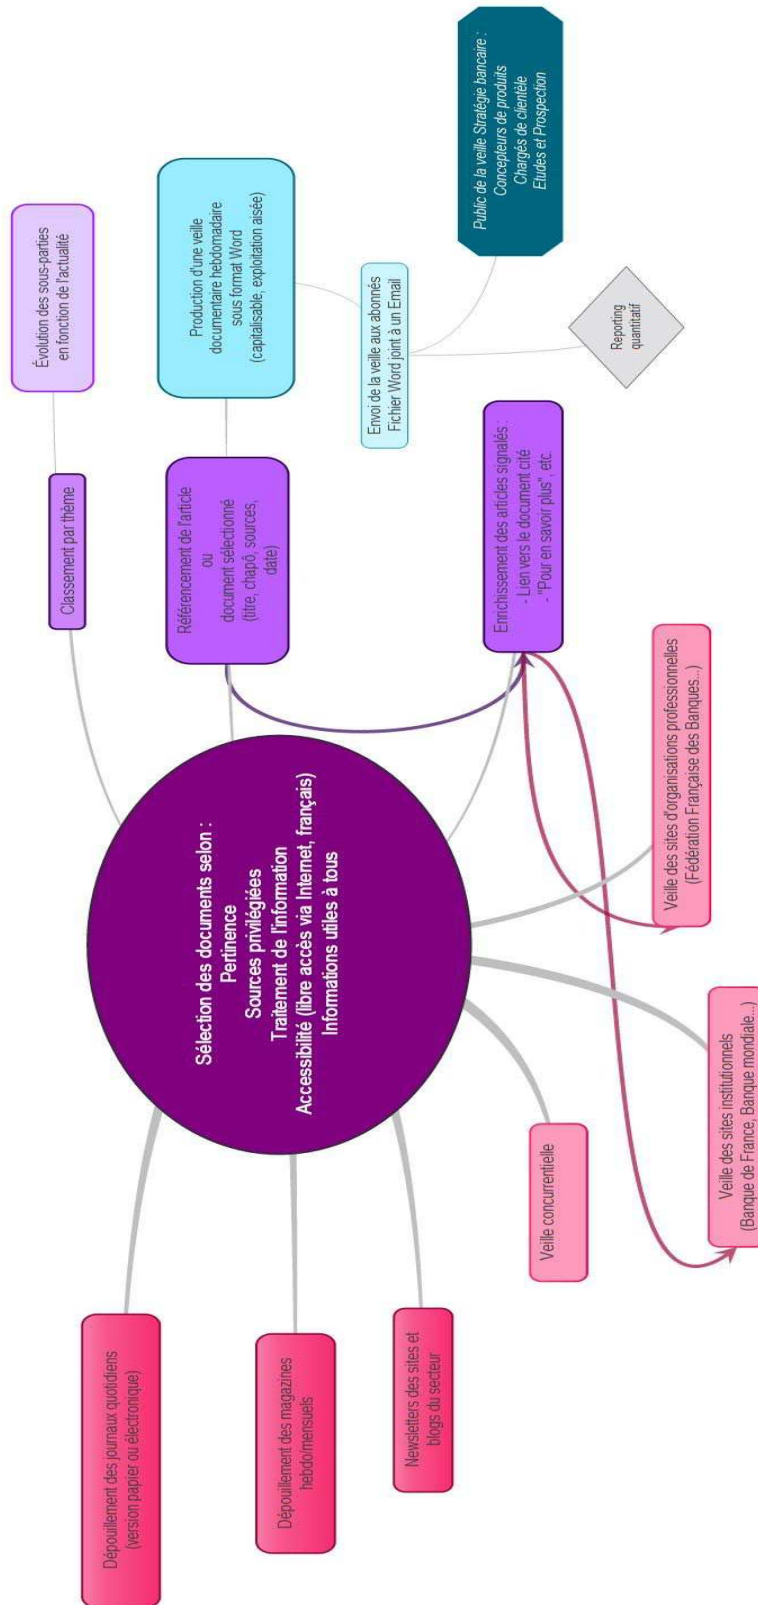 Dépouillement des journaux quotidiens
(version papier ou électronique)
Dépouillement des magazines
hebdo/mensuels
Newsletters des sites et
blogs du secteur
Sélection des documents selon :
Pertinence
Sources privilégiées
Traitement de l'information
Accessibilité (libre accès via Internet, français)
Informations utiles à tous
Veille concurrentielle
Veille des sites institutionnels
(Banque de France, Banque mondiale...)
Veille des sites d'organisations professionnelles
(Fédération Française des Banques...)
Classement par thème
Évolution des sous-parties
en fonction de l'actualité
Référencement de l'article
ou
document sélectionné
(titre, chapô, sources,
date)
Production d'une veille
documentaire hebdomadaire
sous format Word
(capitalisable, exploitation aisée)
Enrichissement des articles signalés :
- Lien vers le document cité
- "Pour en savoir plus", etc.
Envoi de la veille aux abonnés
Fichier Word joint à un Email
Public de la veille Stratégie bancaire :
Concepteurs de produits
Chargés de clientèle
Etudes et Prospection
Reporting
quantitatif